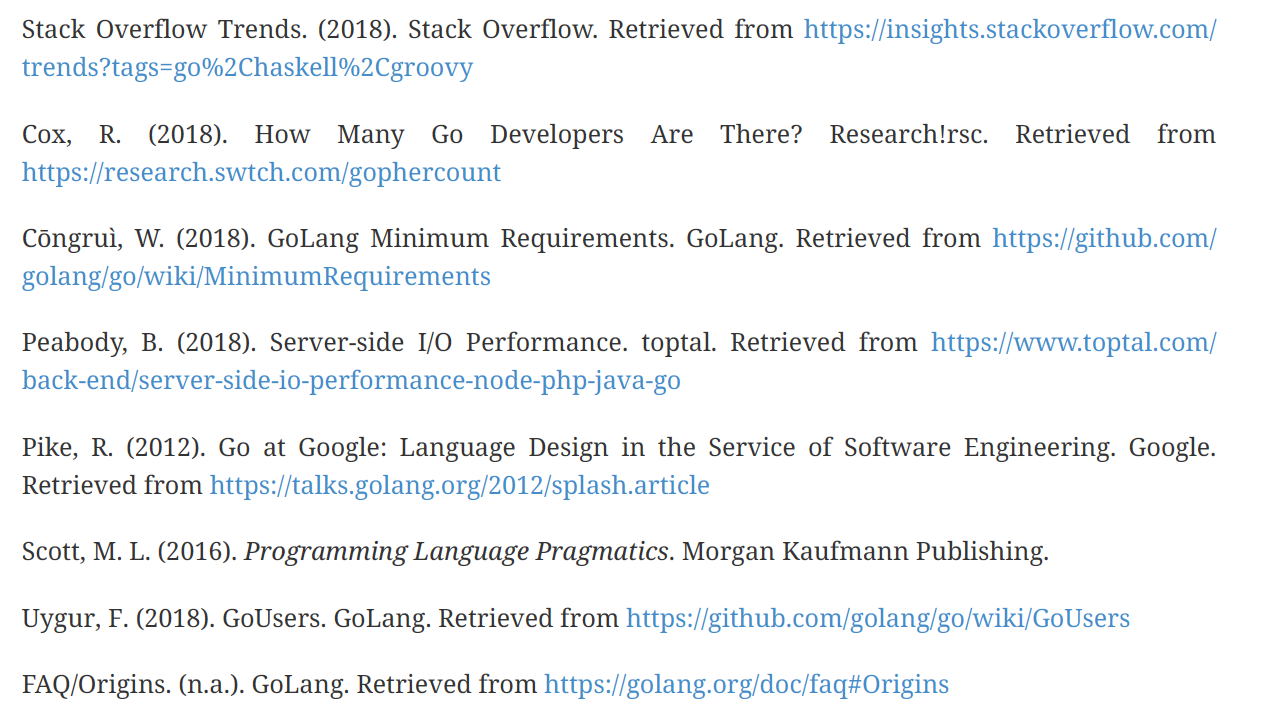 Stack Overflow Trends. (2018). Stack Overflow. Retrieved from https://insights.stackoverflow.com/
trends?tags=go%2Chaskell%2Cgroovy
Cox, R. (2018). How Many Go Developers Are There? Research!rsc. Retrieved from
https://research.swtch.com/gophercount
Cōngruì, W. (2018). GoLang Minimum Requirements. GoLang. Retrieved from https://github.com/
golang/go/wiki/MinimumRequirements
Peabody, B. (2018). Server-side I/O Performance. toptal. Retrieved from https://www.toptal.com/
back-end/server-side-io-performance-node-php-java-go
Pike, R. (2012). Go at Google: Language Design in the Service of Software Engineering. Google.
Retrieved from https://talks.golang.org/2012/splash.article
Scott, M. L. (2016). Programming Language Pragmatics. Morgan Kaufmann Publishing.
Uygur, F. (2018). GoUsers. GoLang. Retrieved from https://github.com/golang/go/wiki/GoUsers
FAQ/Origins. (n.a.). GoLang. Retrieved from https://golang.org/doc/faq#Origins